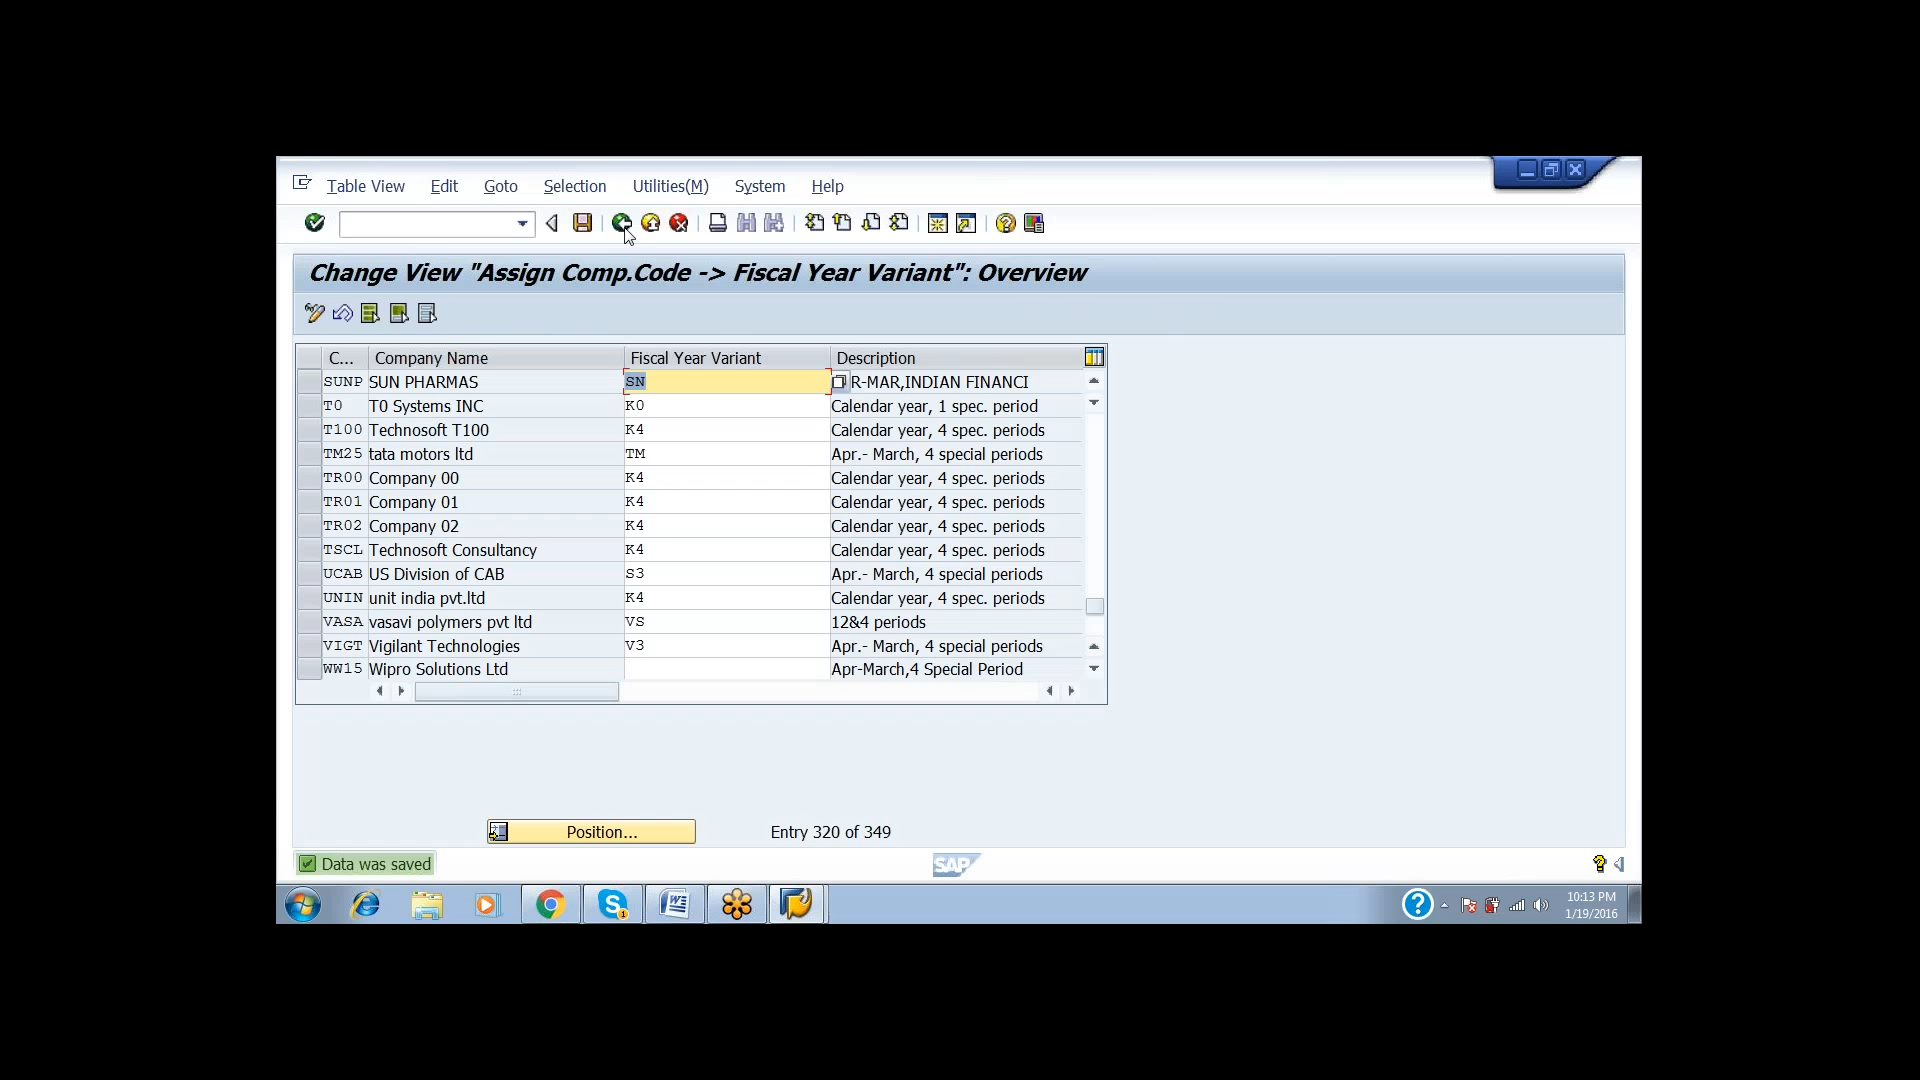 Table View Edit Goto Selection Utilities(M) System Help
Change View "Assign Comp.Code -> Fiscal Year Variant": Overview
C... Company Name Fiscal Year Variant Description
SUNP SUN PHARMAS SN R-MAR,INDIAN FINANCI
T0 T0 Systems INC K0 Calendar year, 1 spec. period
T100 Technosoft T100 K4 Calendar year, 4 spec. periods
TM25 tata motors ltd TM Apr.- March, 4 special periods
TR00 Company 00 K4 Calendar year, 4 spec. periods
TR01 Company 01 K4 Calendar year, 4 spec. periods
TR02 Company 02 K4 Calendar year, 4 spec. periods
TSCL Technosoft Consultancy K4 Calendar year, 4 spec. periods
UCAB US Division of CAB S3 Apr.- March, 4 special periods
UNIN unit india pvt.ltd K4 Calendar year, 4 spec. periods
VASA vasavi polymers pvt ltd VS 12&4 periods
VIGT Vigilant Technologies V3 Apr.- March, 4 special periods
WW15 Wipro Solutions Ltd Apr-March,4 Special Period
Position... Entry 320 of 349
Data was saved SAP
10:13 PM
1/19/2016